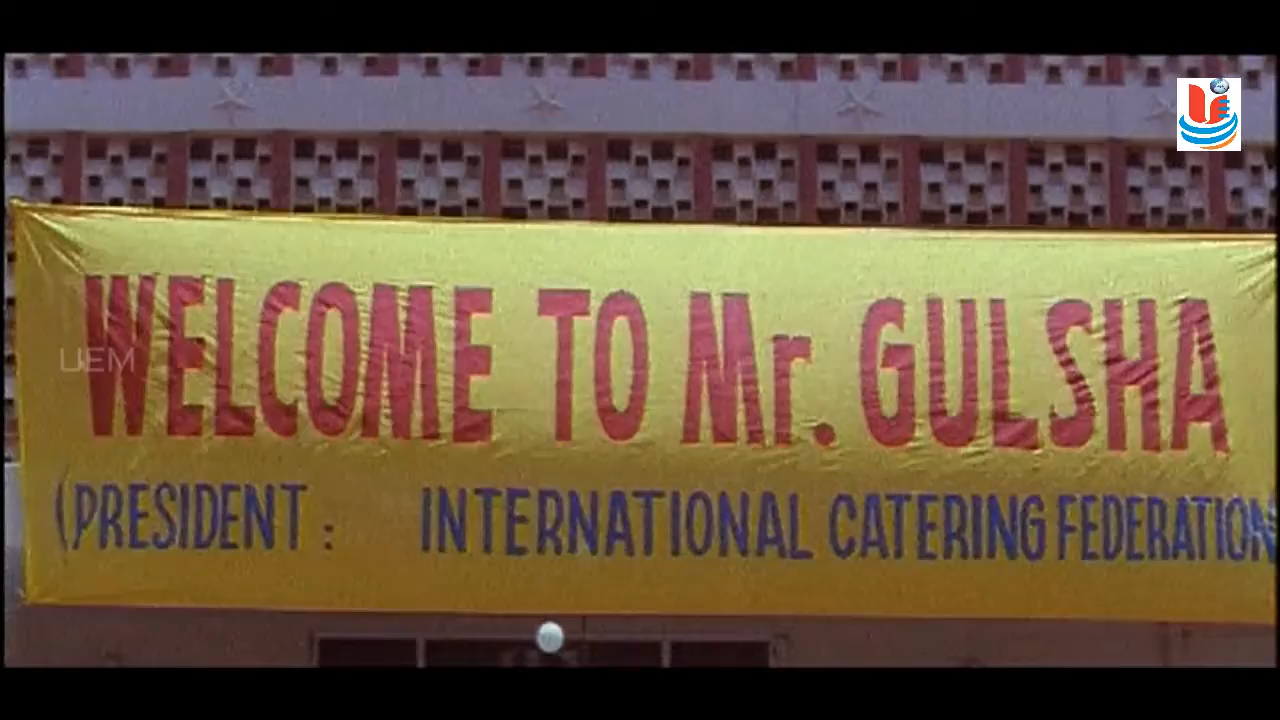 WELCOME TO Mr. GULSHA
UEM
(PRESIDENT : INTERNATIONAL CATERING FEDERATION